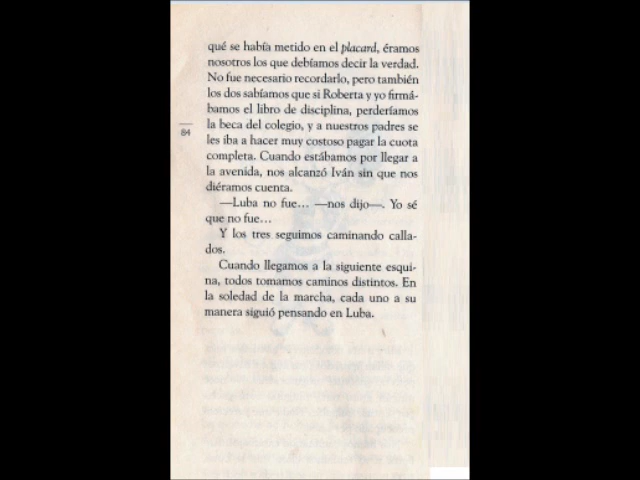 qué se había metido en el placard, éramos
nosotros los que debíamos decir la verdad.
No fue necesario recordarlo, pero también
los dos sabíamos que si Roberta y yo firmá-
bamos el libro de disciplina, perderíamos
la beca del colegio, y a nuestros padres se
les iba a hacer muy costoso pagar la cuota
completa. Cuando estábamos por llegar a
la avenida, nos alcanzó Iván sin que nos
diéramos cuenta.
—Luba no fue... —nos dijo—. Yo sé
que no fue...
Y los tres seguimos caminando calla-
dos.
Cuando llegamos a la siguiente esqui-
na, todos tomamos caminos distintos. En
la soledad de la marcha, cada uno a su
manera siguió pensando en Luba.
84